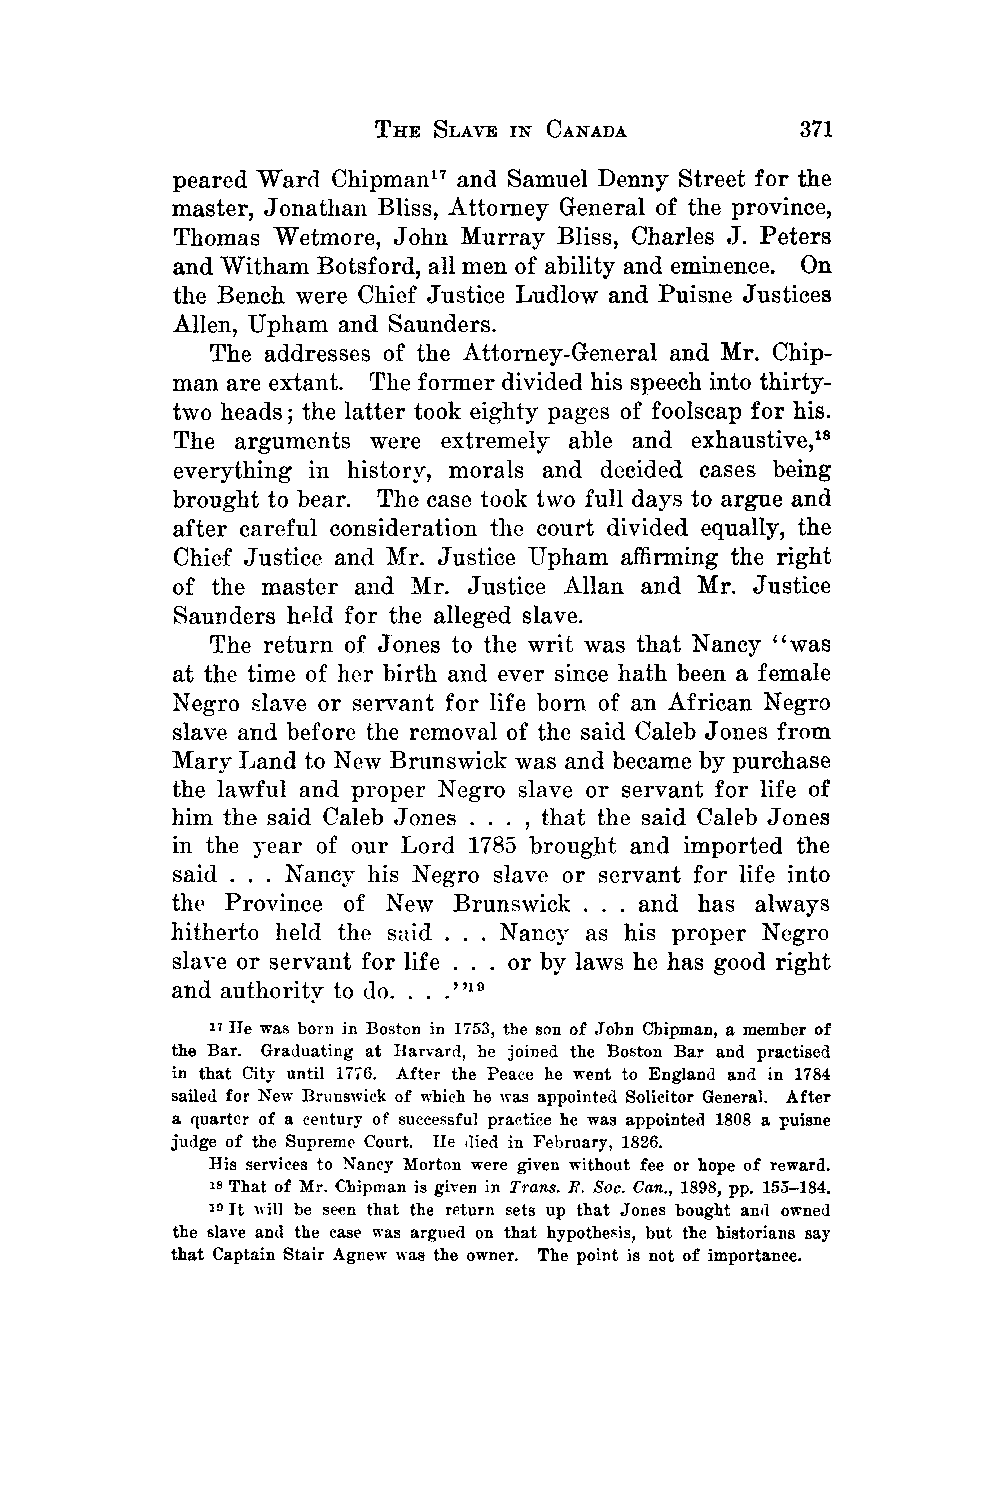 THE SLAVE IN CANADA 371
peared Ward Chipman¹⁷ and Samuel Denny Street for the
master, Jonathan Bliss, Attorney General of the province,
Thomas Wetmore, John Murray Bliss, Charles J. Peters
and Witham Botsford, all men of ability and eminence. On
the Bench were Chief Justice Ludlow and Puisne Justices
Allen, Upham and Saunders.
The addresses of the Attorney-General and Mr. Chip-
man are extant. The former divided his speech into thirty-
two heads; the latter took eighty pages of foolscap for his.
The arguments were extremely able and exhaustive,¹⁸
everything in history, morals and decided cases being
brought to bear. The case took two full days to argue and
after careful consideration the court divided equally, the
Chief Justice and Mr. Justice Upham affirming the right
of the master and Mr. Justice Allan and Mr. Justice
Saunders held for the alleged slave.
The return of Jones to the writ was that Nancy "was
at the time of her birth and ever since hath been a female
Negro slave or servant for life born of an African Negro
slave and before the removal of the said Caleb Jones from
Mary Land to New Brunswick was and became by purchase
the lawful and proper Negro slave or servant for life of
him the said Caleb Jones . . . , that the said Caleb Jones
in the year of our Lord 1785 brought and imported the
said . . . Nancy his Negro slave or servant for life into
the Province of New Brunswick . . . and has always
hitherto held the said . . . Nancy as his proper Negro
slave or servant for life . . . or by laws he has good right
and authority to do. . . ."¹⁹
¹⁷ He was born in Boston in 1753, the son of John Chipman, a member of
the Bar. Graduating at Harvard, he joined the Boston Bar and practised
in that City until 1776. After the Peace he went to England and in 1784
sailed for New Brunswick of which he was appointed Solicitor General. After
a quarter of a century of successful practice he was appointed 1808 a puisne
judge of the Supreme Court. He died in February, 1826.
His services to Nancy Morton were given without fee or hope of reward.
¹⁸ That of Mr. Chipman is given in Trans. R. Soc. Can., 1898, pp. 155–184.
¹⁹ It will be seen that the return sets up that Jones bought and owned
the slave and the case was argued on that hypothesis, but the historians say
that Captain Stair Agnew was the owner. The point is not of importance.